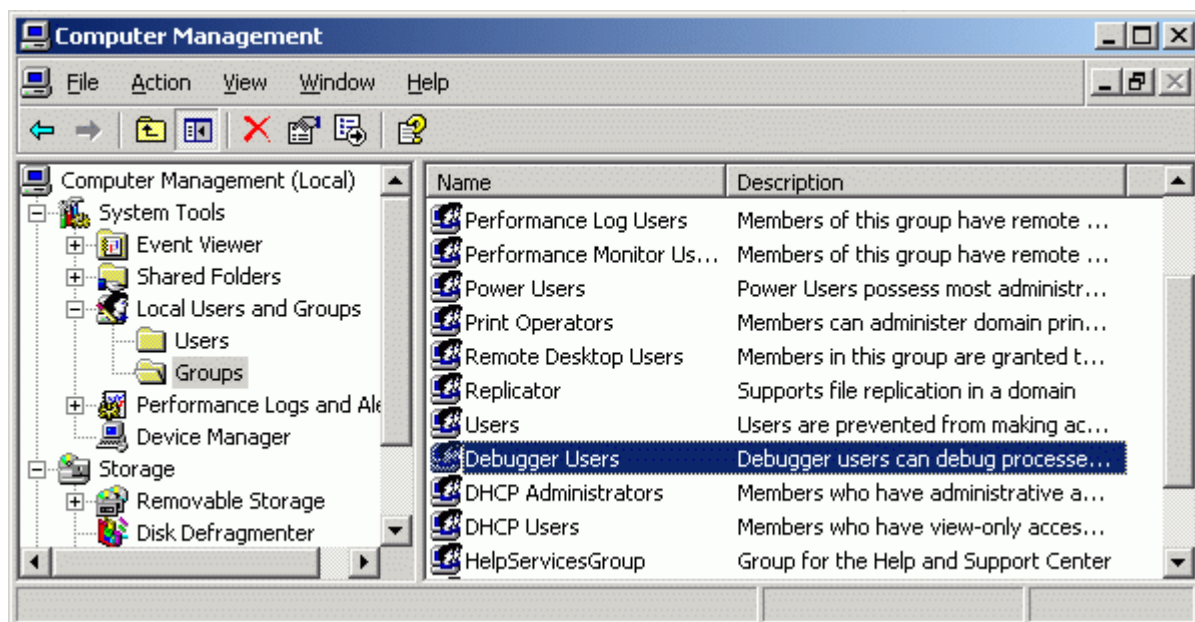 Computer Management
File Action View Window Help
Computer Management (Local)
System Tools
Event Viewer
Shared Folders
Local Users and Groups
Users
Groups
Performance Logs and Ale
Device Manager
Storage
Removable Storage
Disk Defragmenter
Name Description
Performance Log Users Members of this group have remote ...
Performance Monitor Us... Members of this group have remote ...
Power Users Power Users possess most administr...
Print Operators Members can administer domain prin...
Remote Desktop Users Members in this group are granted t...
Replicator Supports file replication in a domain
Users Users are prevented from making ac...
Debugger Users Debugger users can debug processe...
DHCP Administrators Members who have administrative a...
DHCP Users Members who have view-only acces...
HelpServicesGroup Group for the Help and Support Center